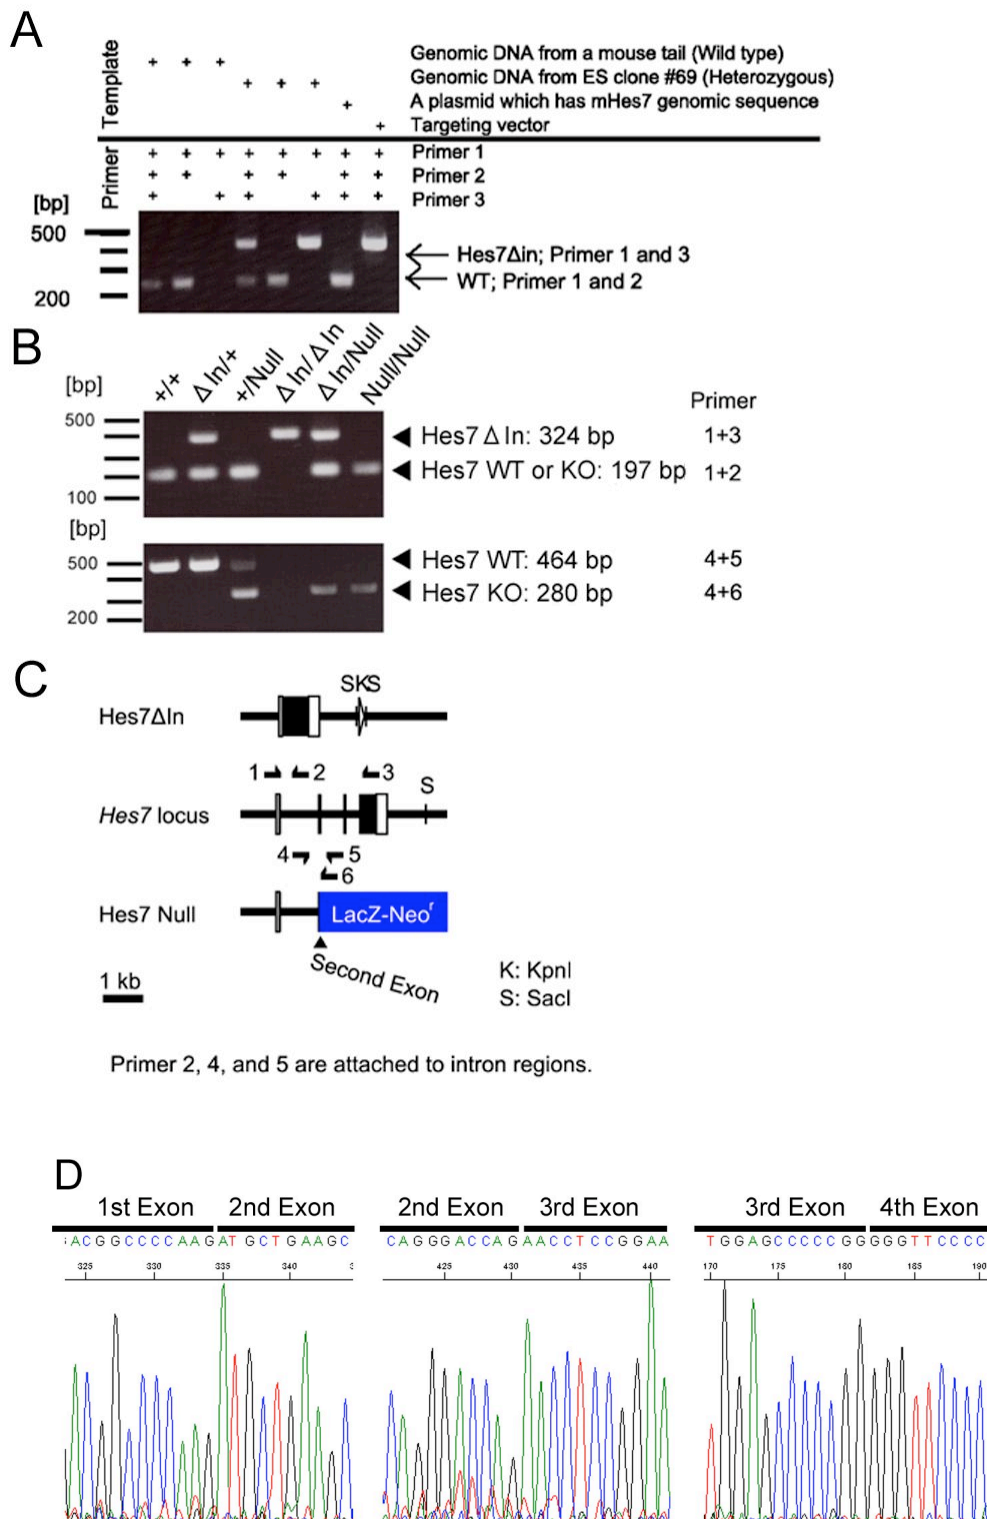 A
Template
Genomic DNA from a mouse tail (Wild type)
+ + +
Genomic DNA from ES clone #69 (Heterozygous)
+ + +
A plasmid which has mHes7 genomic sequence
+
Targeting vector
+
Primer
+ + + + + + + + Primer 1
+ + + + + + Primer 2
+ + + + + + Primer 3
[bp]
500
200
Hes7Δin; Primer 1 and 3
WT; Primer 1 and 2
B
[bp]
+/+ Δ In/+ +/Null Δ In/ Δ In Δ In/Null Null/Null
Primer
500
Hes7 Δ In: 324 bp 1+3
Hes7 WT or KO: 197 bp 1+2
100
[bp]
500
Hes7 WT: 464 bp 4+5
Hes7 KO: 280 bp 4+6
200
C
SKS
Hes7ΔIn
1 2 3
S
Hes7 locus
4 5
6
Hes7 Null
LacZ-Neo^r
Second Exon
1 kb
K: KpnI
S: SacI
Primer 2, 4, and 5 are attached to intron regions.
D
1st Exon 2nd Exon 2nd Exon 3rd Exon 3rd Exon 4th Exon
ACGGCCCCAAGATGCTGAAGC CAGGGACCAGAACCTCCGGAA TGGAGCCCCCGGGGGTTCCCC
325 330 335 340 425 430 435 440 170 175 180 185 190